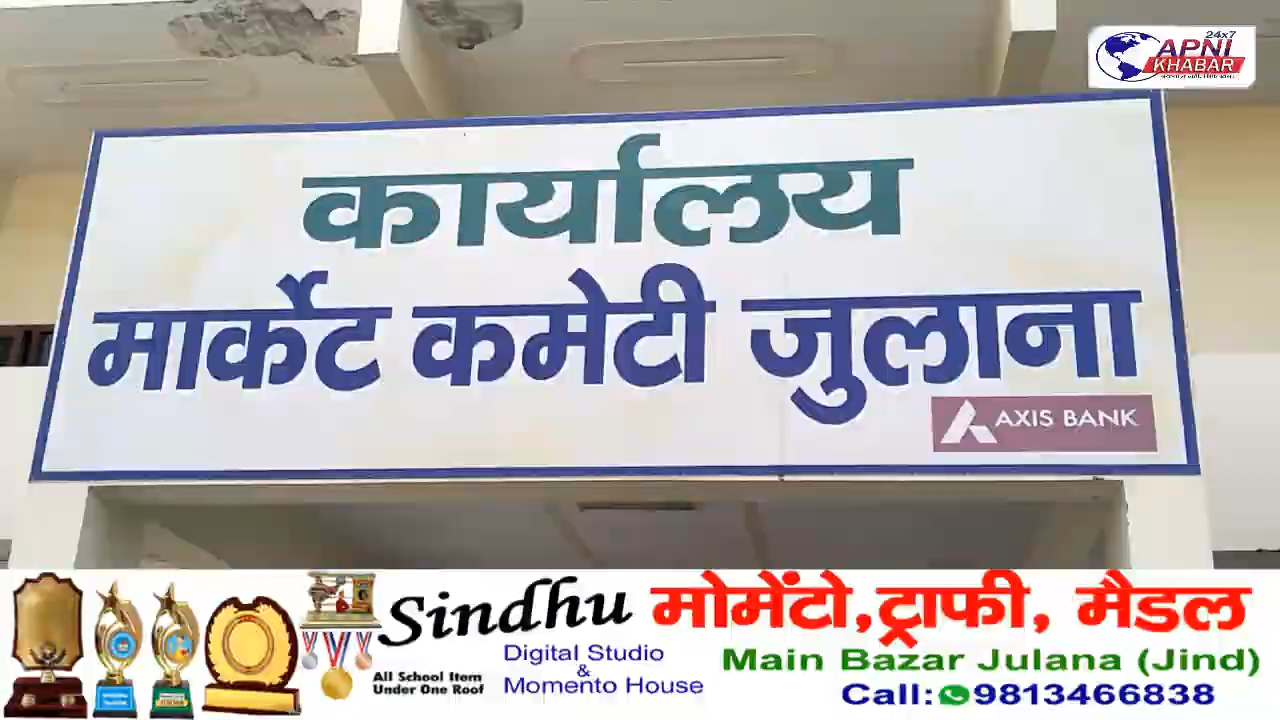 24x7
APNI
KHABAR
कार्यालय
मार्केट कमेटी जुलाना
AXIS BANK
Sindhu
Digital Studio
&
Momento House
All School Item
Under One Roof
मोमेंटो,ट्राफी, मैडल
Main Bazar Julana (Jind)
Call: 9813466838